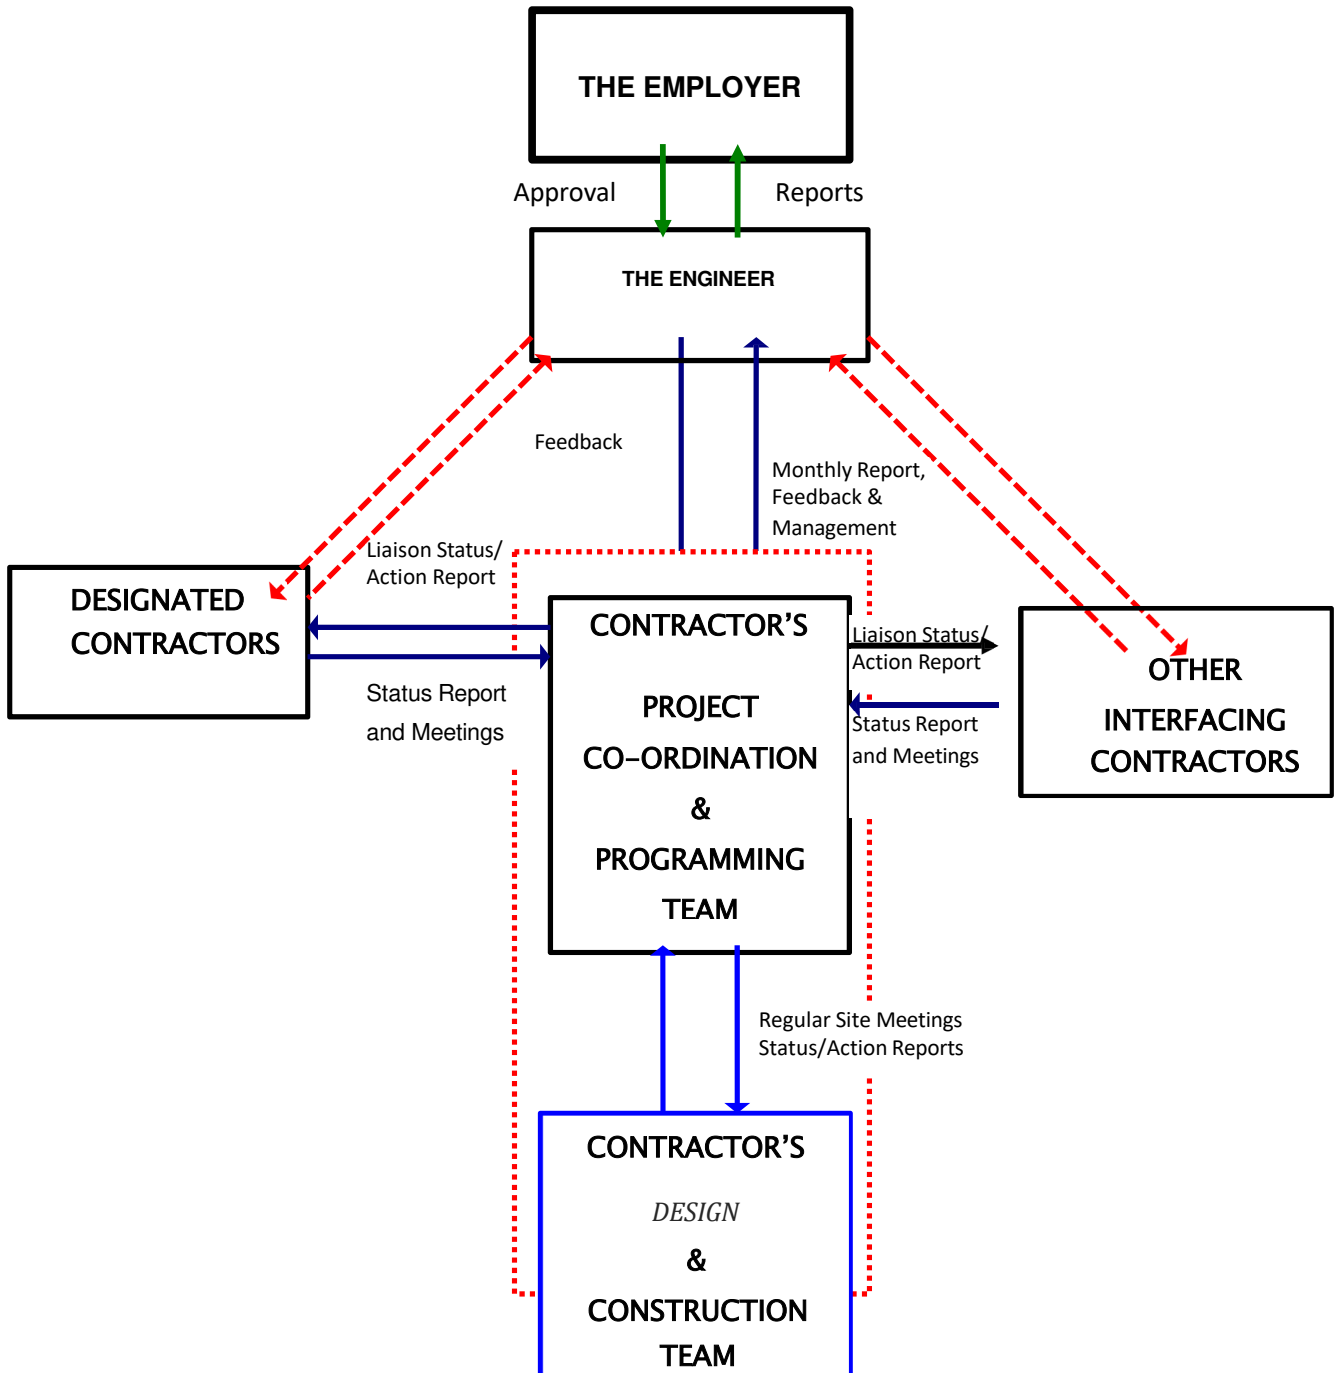 THE EMPLOYER
Approval
Reports
THE ENGINEER
Feedback
Monthly Report,
Feedback &
Management
Liaison Status/
Action Report
DESIGNATED
CONTRACTORS
Status Report
and Meetings
CONTRACTOR'S
PROJECT
CO-ORDINATION
&
PROGRAMMING
TEAM
Liaison Status/
Action Report
Status Report
and Meetings
OTHER
INTERFACING
CONTRACTORS
Regular Site Meetings
Status/Action Reports
CONTRACTOR'S
DESIGN
&
CONSTRUCTION
TEAM